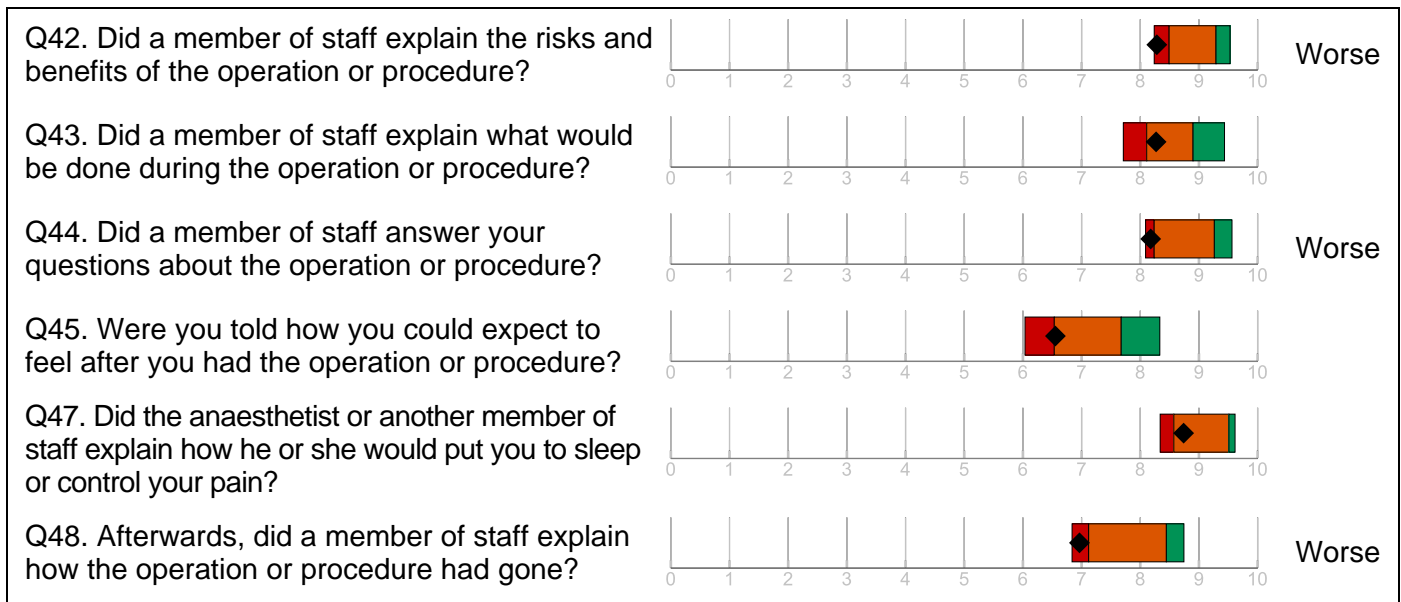 Q42. Did a member of staff explain the risks and
benefits of the operation or procedure?
0 1 2 3 4 5 6 7 8 9 10
Worse
Q43. Did a member of staff explain what would
be done during the operation or procedure?
0 1 2 3 4 5 6 7 8 9 10
Q44. Did a member of staff answer your
questions about the operation or procedure?
0 1 2 3 4 5 6 7 8 9 10
Worse
Q45. Were you told how you could expect to
feel after you had the operation or procedure?
0 1 2 3 4 5 6 7 8 9 10
Q47. Did the anaesthetist or another member of
staff explain how he or she would put you to sleep
or control your pain?
0 1 2 3 4 5 6 7 8 9 10
Q48. Afterwards, did a member of staff explain
how the operation or procedure had gone?
0 1 2 3 4 5 6 7 8 9 10
Worse